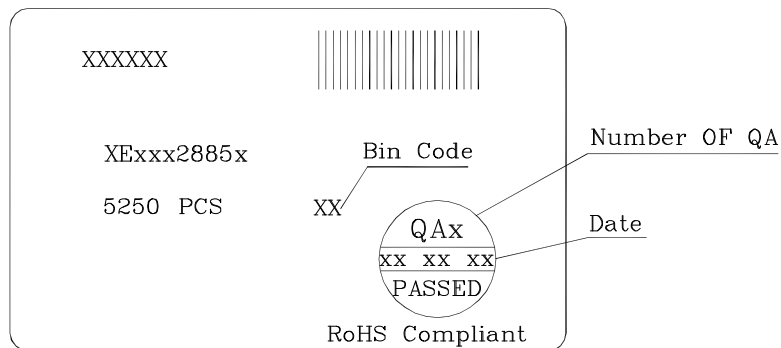 XXXXXX
XExxx2885x
Bin Code
Number OF QA
5250 PCS
XX
QAx
Date
xx xx xx
PASSED
RoHS Compliant